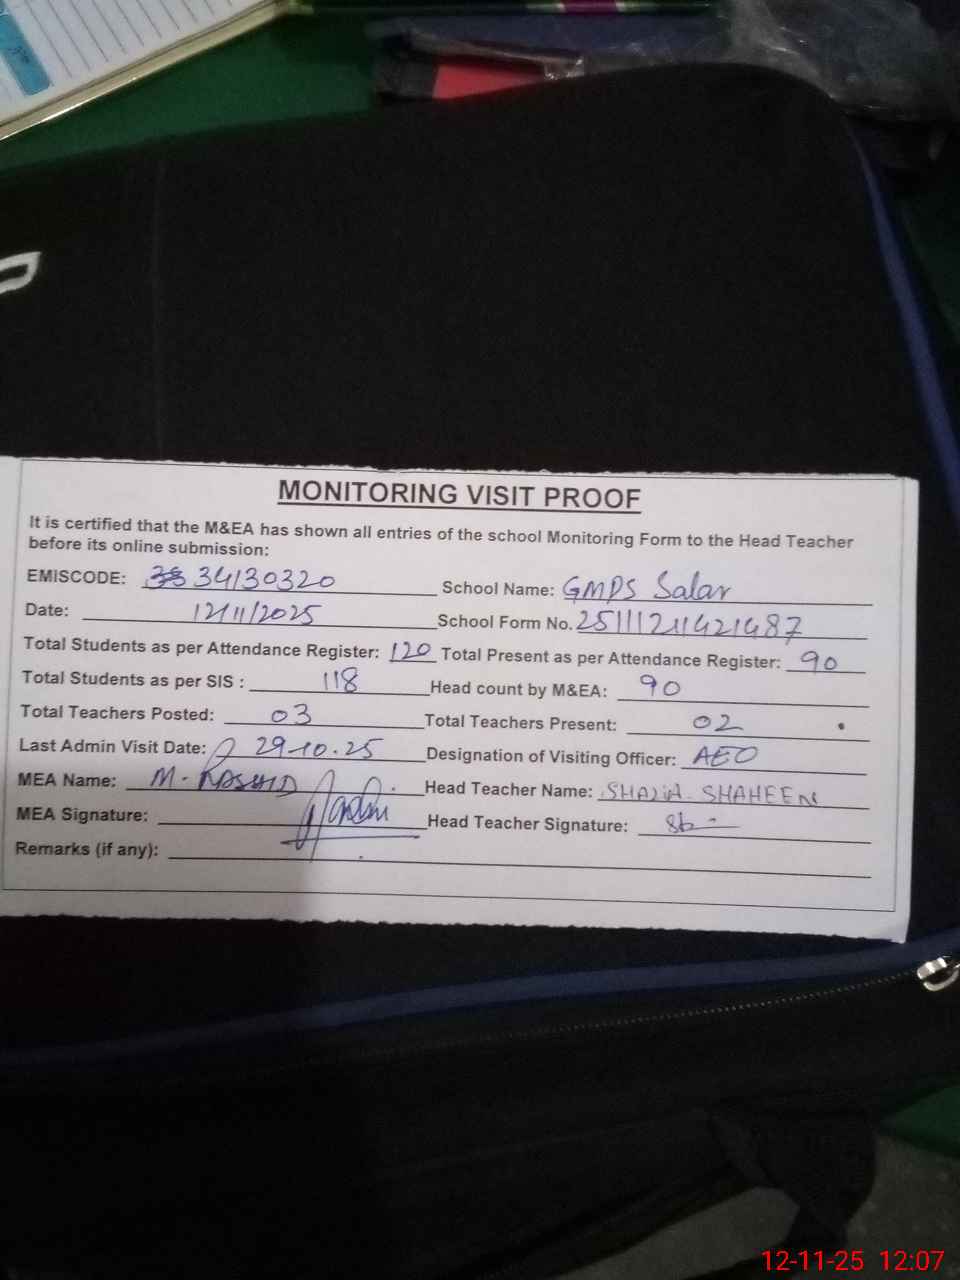 MONITORING VISIT PROOF
It is certified that the M&EA has shown all entries of the school Monitoring Form to the Head Teacher
before its online submission:
EMISCODE: 34130320 School Name: GMPS Salar
Date: 12/11/2025 School Form No. 25111211421487
Total Students as per Attendance Register: 120 Total Present as per Attendance Register: 90
Total Students as per SIS : 118 Head count by M&EA: 90
Total Teachers Posted: 03 Total Teachers Present: 02
Last Admin Visit Date: 29-10-25 Designation of Visiting Officer: AEO
MEA Name: M. RASHID Head Teacher Name: SHAZIA SHAHEEN
MEA Signature: Head Teacher Signature:
Remarks (if any):
12-11-25 12:07